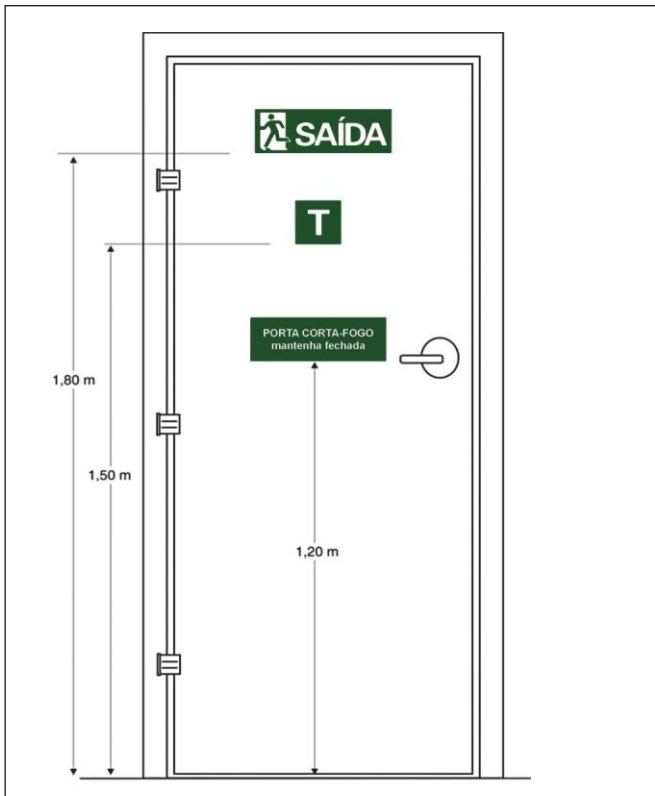 SAÍDA
T
PORTA CORTA-FOGO
mantenha fechada
1,80 m
1,50 m
1,20 m